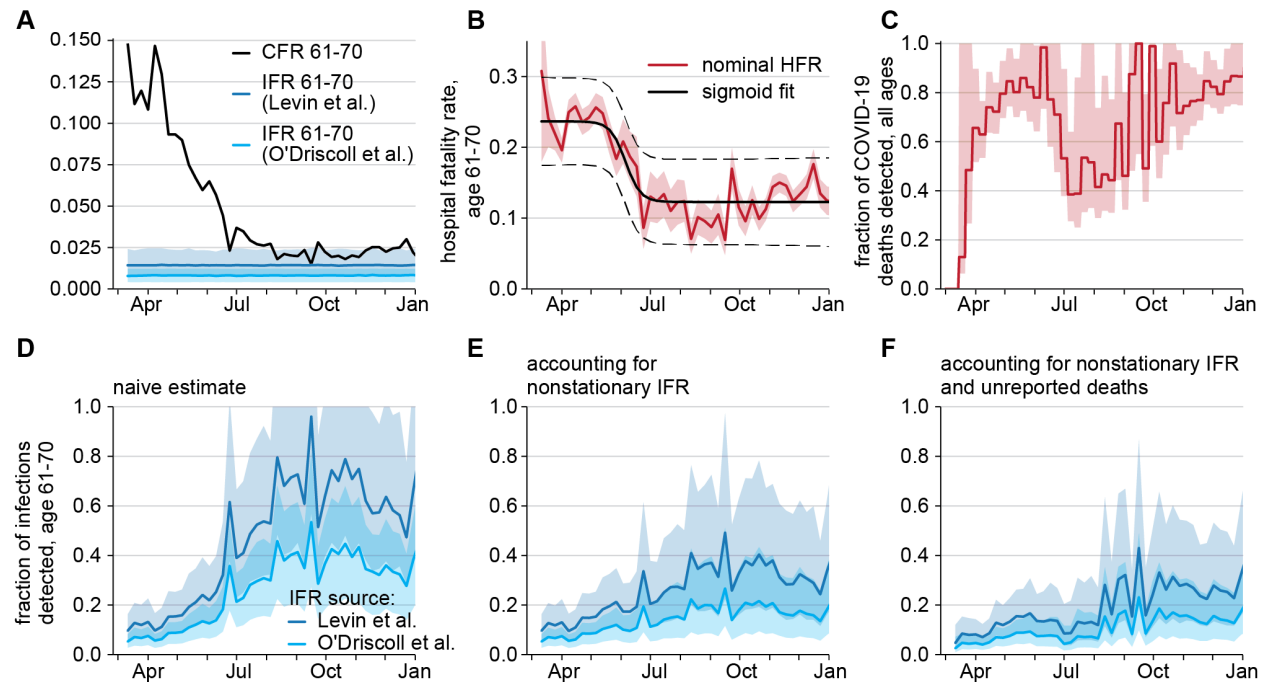 A
0.150
0.125
0.100
0.075
0.050
0.025
0.000
CFR 61-70
IFR 61-70
(Levin et al.)
IFR 61-70
(O'Driscoll et al.)
Apr
Jul
Oct
Jan
B
hospital fatality rate,
age 61-70
0.3
0.2
0.1
0.0
nominal HFR
sigmoid fit
Apr
Jul
Oct
Jan
C
fraction of COVID-19
deaths detected, all ages
1.0
0.8
0.6
0.4
0.2
0.0
Apr
Jul
Oct
Jan
D
naive estimate
fraction of infections
detected, age 61-70
1.0
0.8
0.6
0.4
0.2
0.0
IFR source:
Levin et al.
O'Driscoll et al.
Apr
Jul
Oct
Jan
E
accounting for
nonstationary IFR
1.0
0.8
0.6
0.4
0.2
0.0
Apr
Jul
Oct
Jan
F
accounting for nonstationary IFR
and unreported deaths
1.0
0.8
0.6
0.4
0.2
0.0
Apr
Jul
Oct
Jan